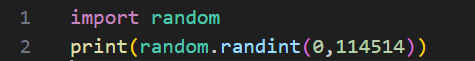 1 import random
2 print(random.randint(0,114514))